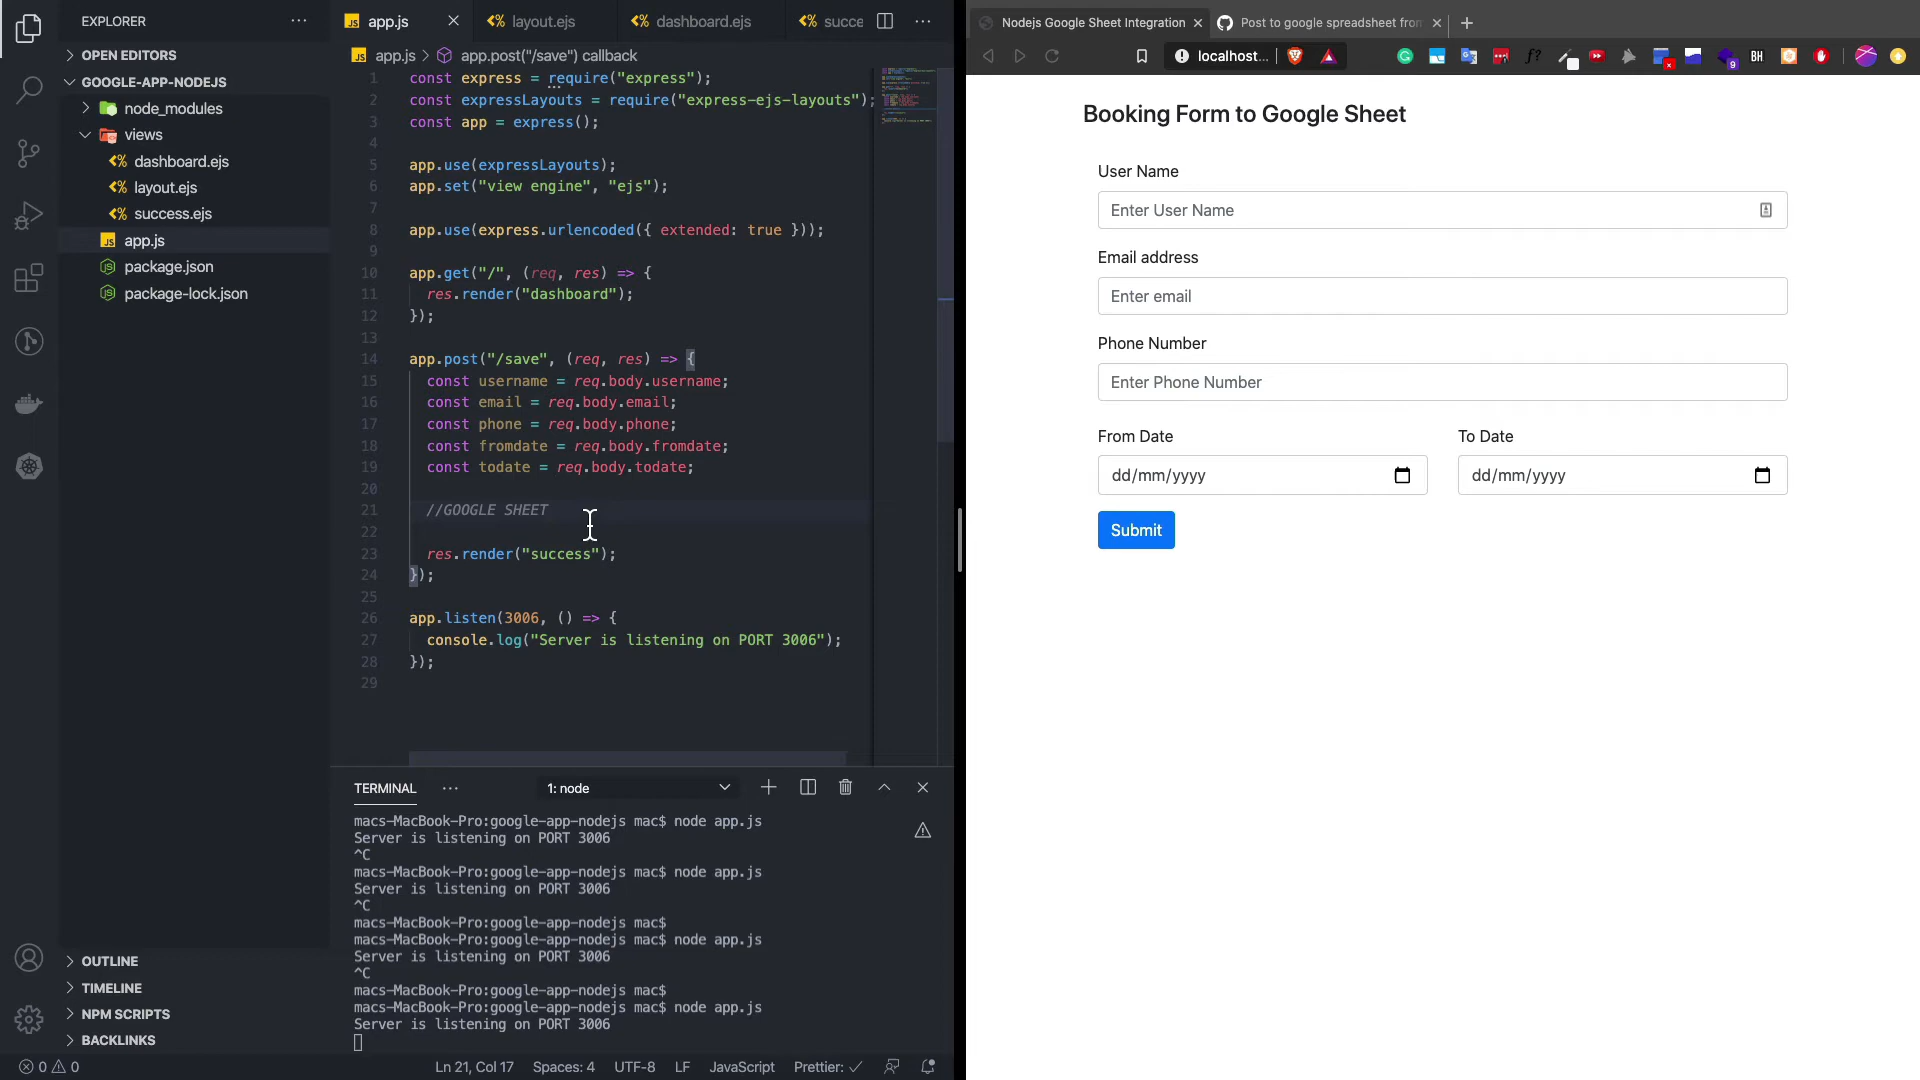 EXPLORER
OPEN EDITORS
GOOGLE-APP-NODEJS
node_modules
views
dashboard.ejs
layout.ejs
success.ejs
JS app.js
package.json
package-lock.json
OUTLINE
TIMELINE
NPM SCRIPTS
BACKLINKS
JS app.js
layout.ejs
dashboard.ejs
succe
JS app.js > app.post("/save") callback
1 const express = require("express");
2 const expressLayouts = require("express-ejs-layouts");
3 const app = express();
4
5 app.use(expressLayouts);
6 app.set("view engine", "ejs");
7
8 app.use(express.urlencoded({ extended: true }));
9
10 app.get("/", (req, res) => {
11 res.render("dashboard");
12 });
13
14 app.post("/save", (req, res) => {
15 const username = req.body.username;
16 const email = req.body.email;
17 const phone = req.body.phone;
18 const fromdate = req.body.fromdate;
19 const todate = req.body.todate;
20
21 //GOOGLE SHEET
22
23 res.render("success");
24 });
25
26 app.listen(3006, () => {
27 console.log("Server is listening on PORT 3006");
28 });
29
TERMINAL
1: node
macs-MacBook-Pro:google-app-nodejs mac$ node app.js
Server is listening on PORT 3006
^C
macs-MacBook-Pro:google-app-nodejs mac$ node app.js
Server is listening on PORT 3006
^C
macs-MacBook-Pro:google-app-nodejs mac$
macs-MacBook-Pro:google-app-nodejs mac$ node app.js
Server is listening on PORT 3006
^C
macs-MacBook-Pro:google-app-nodejs mac$
macs-MacBook-Pro:google-app-nodejs mac$ node app.js
Server is listening on PORT 3006
0 0
Ln 21, Col 17
Spaces: 4
UTF-8
LF
JavaScript
Prettier: ✓
Nodejs Google Sheet Integration
Post to google spreadsheet from
localhost...
f?
9
BH
Booking Form to Google Sheet
User Name
Enter User Name
Email address
Enter email
Phone Number
Enter Phone Number
From Date
To Date
dd/mm/yyyy
dd/mm/yyyy
Submit